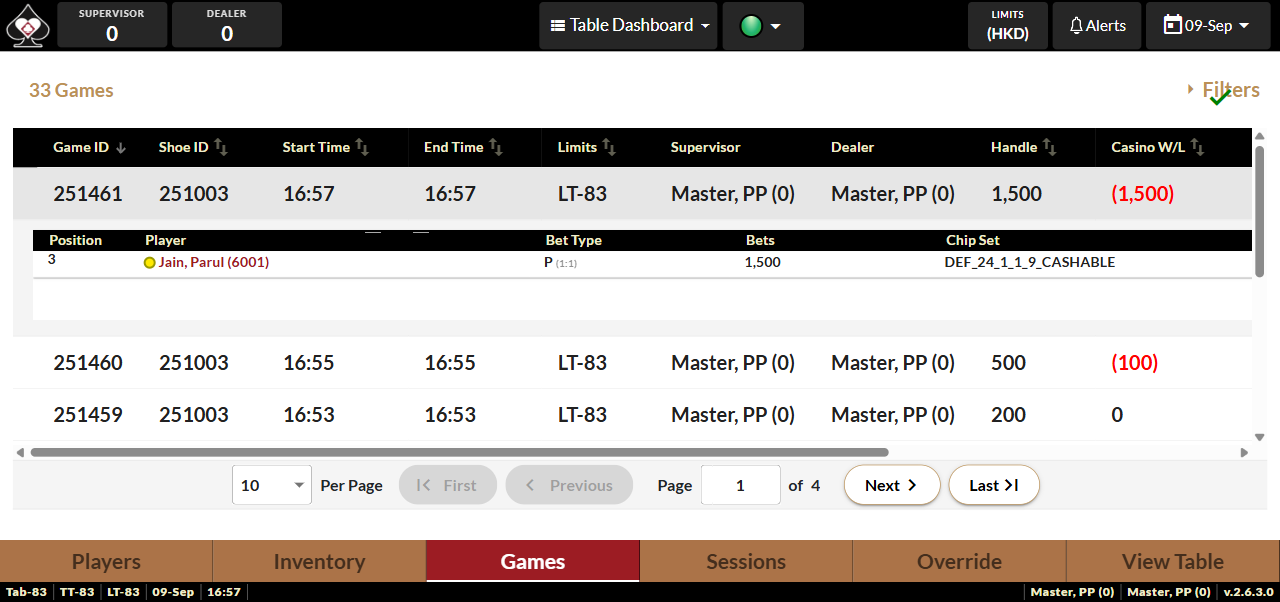 SUPERVISOR DEALER LIMITS
0 0 Table Dashboard (HKD) Alerts 09-Sep
33 Games Filters
Game ID Shoe ID Start Time End Time Limits Supervisor Dealer Handle Casino W/L
251461 251003 16:57 16:57 LT-83 Master, PP (0) Master, PP (0) 1,500 (1,500)
Position Player Bet Type Bets Chip Set
3 Jain, Parul (6001) P (1:1) 1,500 DEF_24_1_1_9_CASHABLE
251460 251003 16:55 16:55 LT-83 Master, PP (0) Master, PP (0) 500 (100)
251459 251003 16:53 16:53 LT-83 Master, PP (0) Master, PP (0) 200 0
10 Per Page First Previous Page 1 of 4 Next Last
Players Inventory Games Sessions Override View Table
Tab-83 TT-83 LT-83 09-Sep 16:57 Master, PP (0) Master, PP (0) v.2.6.3.0